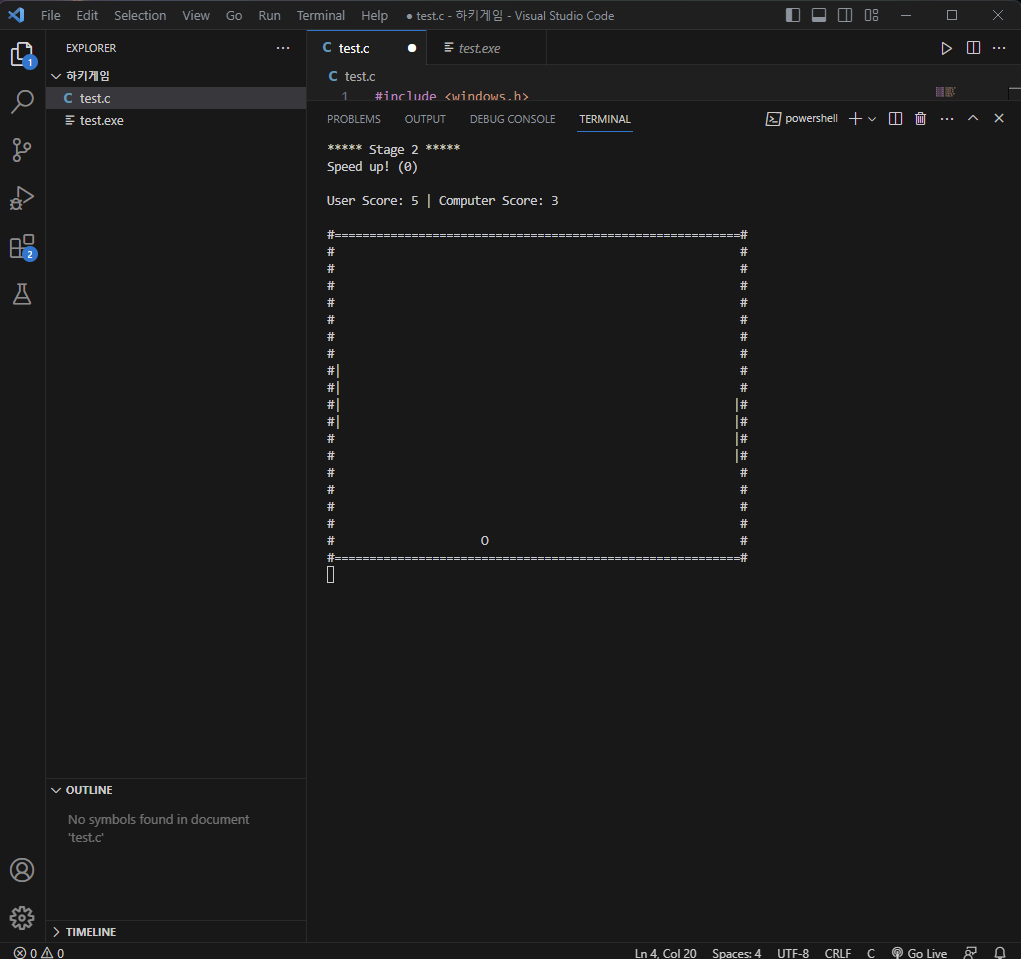 File Edit Selection View Go Run Terminal Help ● test.c - 하키게임 - Visual Studio Code
EXPLORER ···
하키게임
C test.c
test.exe
1
2
C test.c ●
test.exe
C test.c
1 #include <windows.h>
PROBLEMS OUTPUT DEBUG CONSOLE TERMINAL powershell
***** Stage 2 *****
Speed up! (0)
User Score: 5 | Computer Score: 3
#==========================================================#
# #
# #
# #
# #
# #
# #
# #
#| #
#| #
#| |#
#| |#
# |#
# |#
# #
# #
# #
# #
# O #
#==========================================================#
OUTLINE
No symbols found in document
'test.c'
TIMELINE
0 0 Ln 4, Col 20 Spaces: 4 UTF-8 CRLF C Go Live